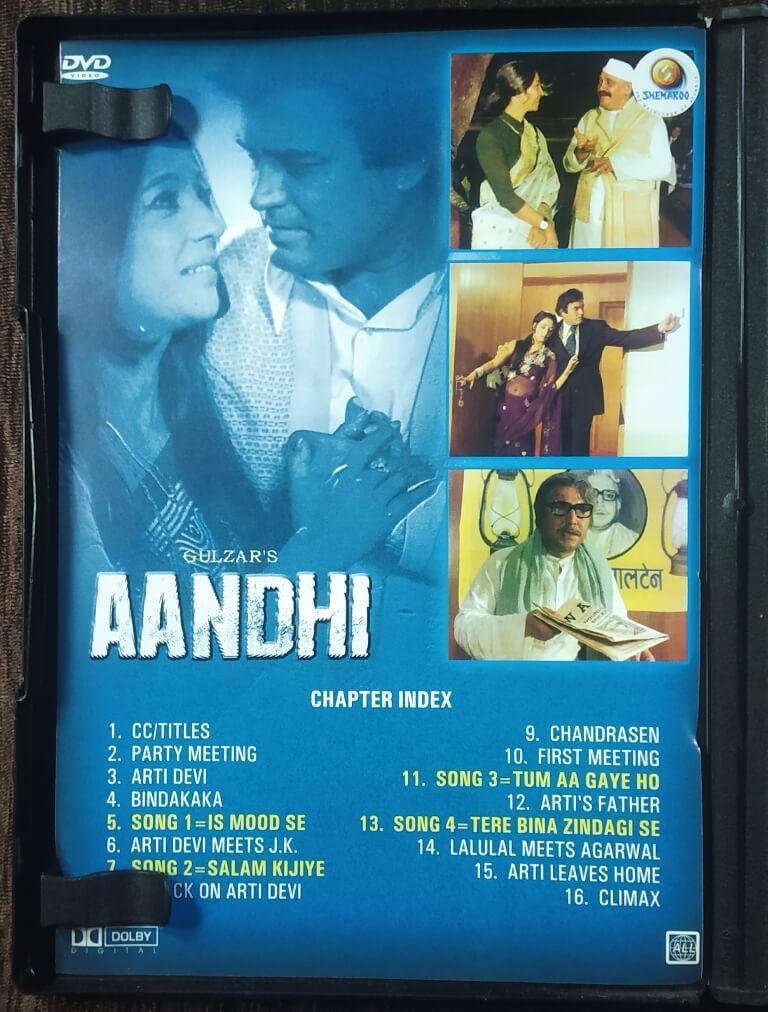 DVD
VIDEO
SHEMAROO
लटेन
GULZAR'S
AANDHI
CHAPTER INDEX
1. CC/TITLES
2. PARTY MEETING
3. ARTI DEVI
4. BINDAKAKA
5. SONG 1=IS MOOD SE
6. ARTI DEVI MEETS J.K.
7. SONG 2=SALAM KIJIYE
CK ON ARTI DEVI
9. CHANDRASEN
10. FIRST MEETING
11. SONG 3=TUM AA GAYE HO
12. ARTI'S FATHER
13. SONG 4=TERE BINA ZINDAGI SE
14. LALULAL MEETS AGARWAL
15. ARTI LEAVES HOME
16. CLIMAX
DOLBY
DIGITAL
ALL